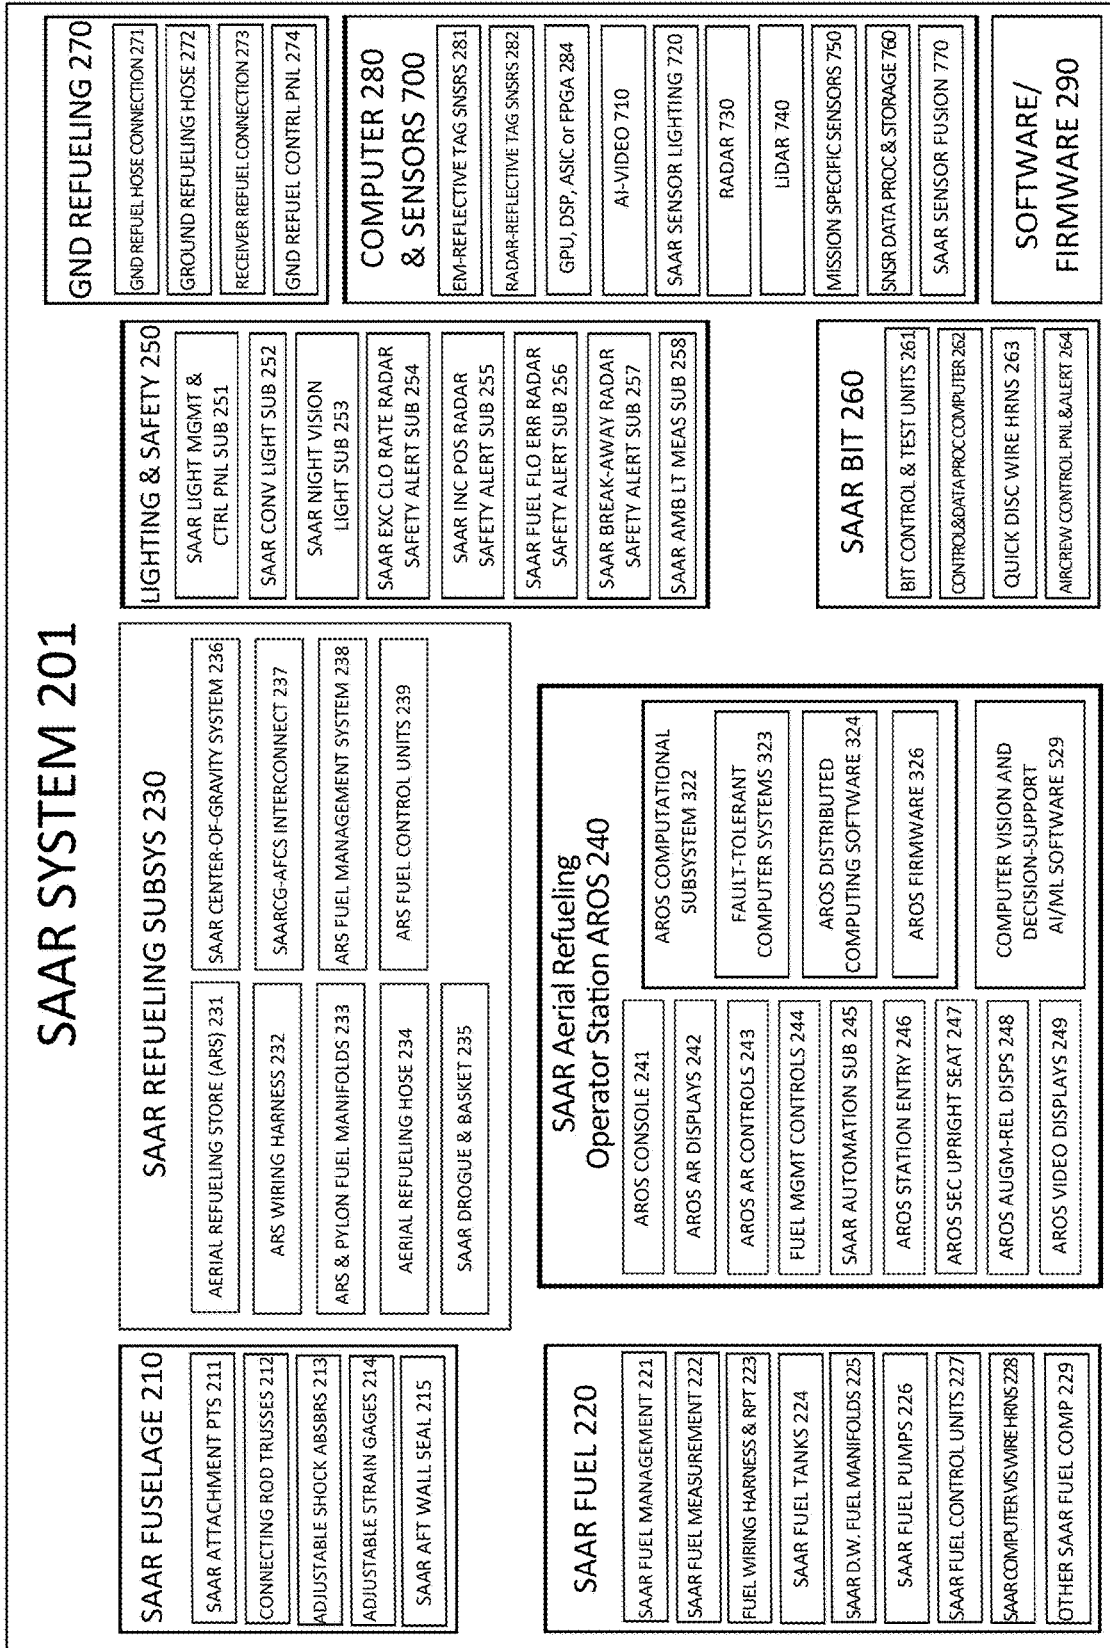 SAAR SYSTEM 201
SAAR FUSELAGE 210
SAAR ATTACHMENT PTS 211
CONNECTING ROD TRUSSES 212
ADJUSTABLE SHOCK ABSBRS 213
ADJUSTABLE STRAIN GAGES 214
SAAR AFT WALL SEAL 215
SAAR FUEL 220
SAAR FUEL MANAGEMENT 221
SAAR FUEL MEASUREMENT 222
FUEL WIRING HARNESS & RPT 223
SAAR FUEL TANKS 224
SAAR D.W. FUEL MANIFOLDS 225
SAAR FUEL PUMPS 226
SAAR FUEL CONTROL UNITS 227
SAAR COMPUTER VIS WIRE HRNS 228
OTHER SAAR FUEL COMP 229
SAAR REFUELING SUBSYS 230
AERIAL REFUELING STORE (ARS) 231
ARS WIRING HARNESS 232
ARS & PYLON FUEL MANIFOLDS 233
AERIAL REFUELING HOSE 234
SAAR DROGUE & BASKET 235
SAAR CENTER-OF-GRAVITY SYSTEM 236
SAARCG-AFCS INTERCONNECT 237
ARS FUEL MANAGEMENT SYSTEM 238
ARS FUEL CONTROL UNITS 239
SAAR Aerial Refueling
Operator Station AROS 240
AROS CONSOLE 241
AROS AR DISPLAYS 242
AROS AR CONTROLS 243
FUEL MGMT CONTROLS 244
SAAR AUTOMATION SUB 245
AROS STATION ENTRY 246
AROS SEC UPRIGHT SEAT 247
AROS AUGM-REL DISPS 248
AROS VIDEO DISPLAYS 249
AROS COMPUTATIONAL
SUBSYSTEM 322
FAULT-TOLERANT
COMPUTER SYSTEMS 323
AROS DISTRIBUTED
COMPUTING SOFTWARE 324
AROS FIRMWARE 326
COMPUTER VISION AND
DECISION-SUPPORT
AI/ML SOFTWARE 529
LIGHTING & SAFETY 250
SAAR LIGHT MGMT &
CTRL PNL SUB 251
SAAR CONV LIGHT SUB 252
SAAR NIGHT VISION
LIGHT SUB 253
SAAR EXC CLO RATE RADAR
SAFETY ALERT SUB 254
SAAR INC POS RADAR
SAFETY ALERT SUB 255
SAAR FUEL FLO ERR RADAR
SAFETY ALERT SUB 256
SAAR BREAK-AWAY RADAR
SAFETY ALERT SUB 257
SAAR AMB LT MEAS SUB 258
SAAR BIT 260
BIT CONTROL & TEST UNITS 261
CONTROL&DATA PROC COMPUTER 262
QUICK DISC WIRE HRNS 263
AIRCREW CONTROL PNL &ALERT 264
GND REFUELING 270
GND REFUEL HOSE CONNECTION 271
GROUND REFUELING HOSE 272
RECEIVER REFUEL CONNECTION 273
GND REFUEL CONTRL PNL 274
COMPUTER 280
& SENSORS 700
EM-REFLECTIVE TAG SNSRS 281
RADAR-REFLECTIVE TAG SNSRS 282
GPU, DSP, ASIC or FPGA 284
AI-VIDEO 710
SAAR SENSOR LIGHTING 720
RADAR 730
LiDAR 740
MISSION SPECIFIC SENSORS 750
SNSR DATA PROC & STORAGE 760
SAAR SENSOR FUSION 770
SOFTWARE/
FIRMWARE 290